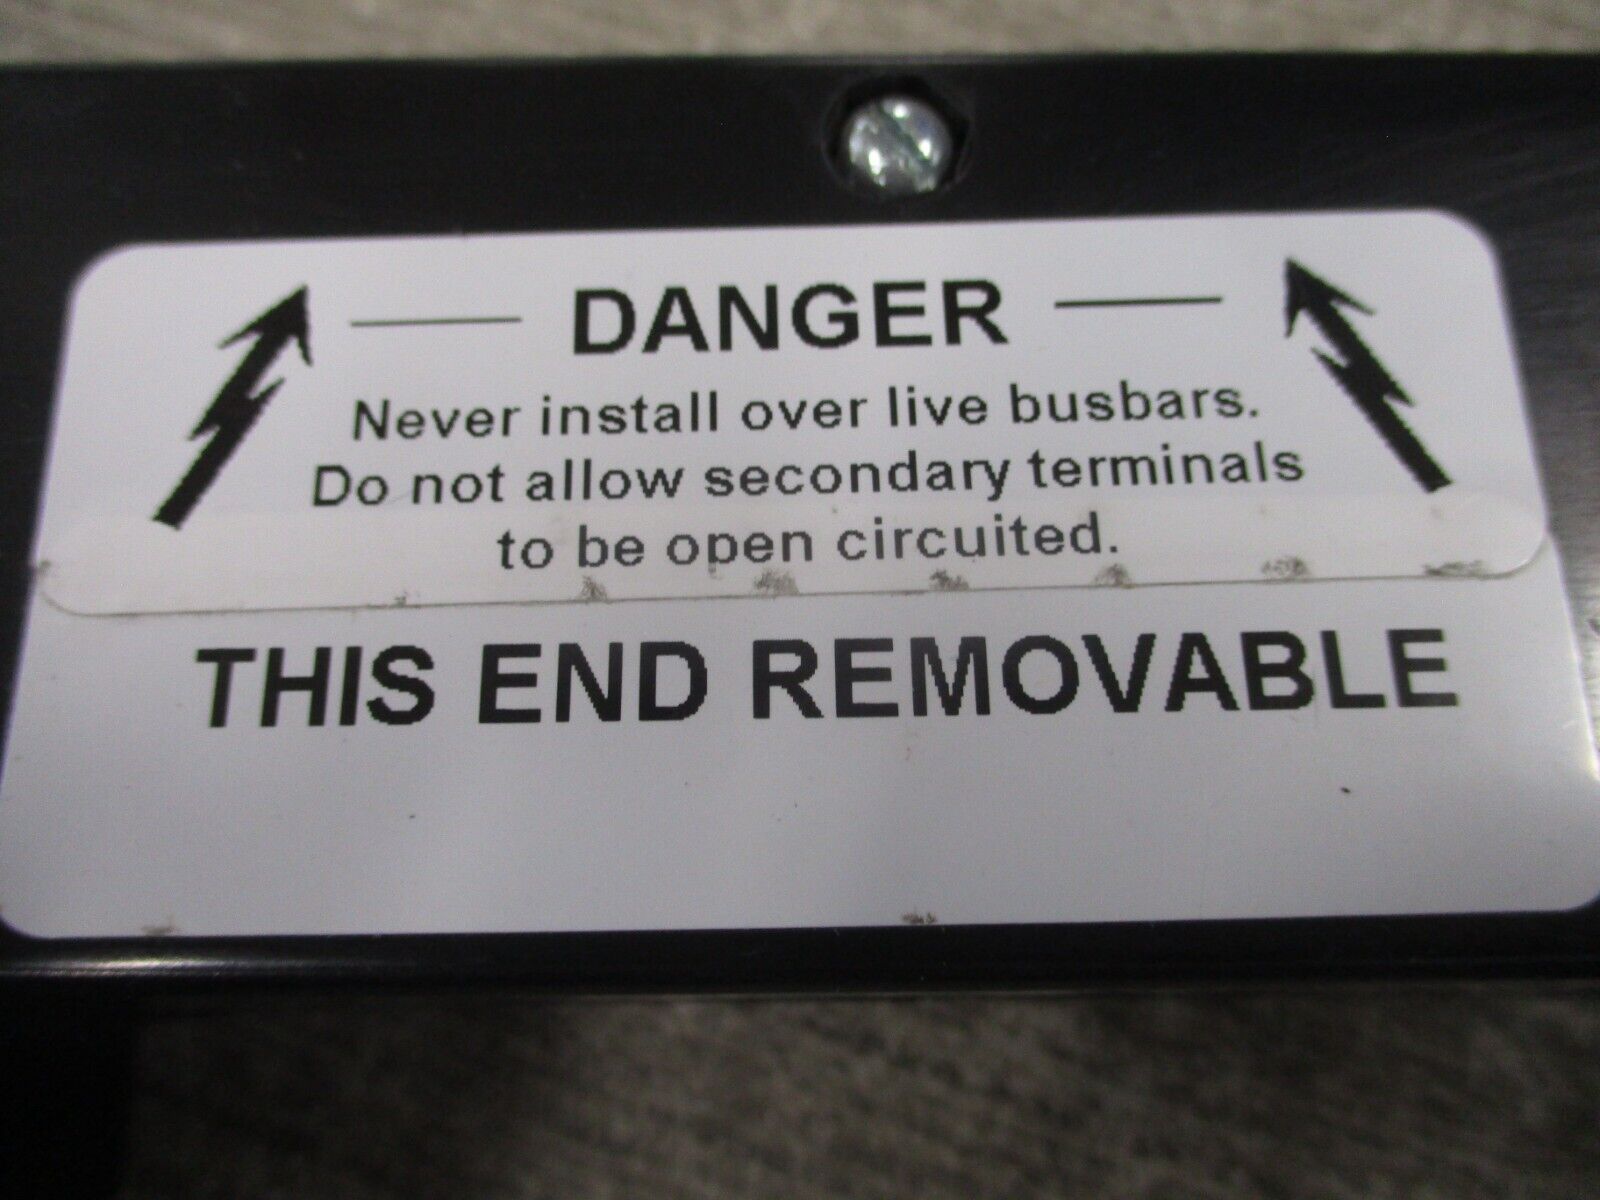 DANGER
Never install over live busbars.
Do not allow secondary terminals
to be open circuited.
THIS END REMOVABLE